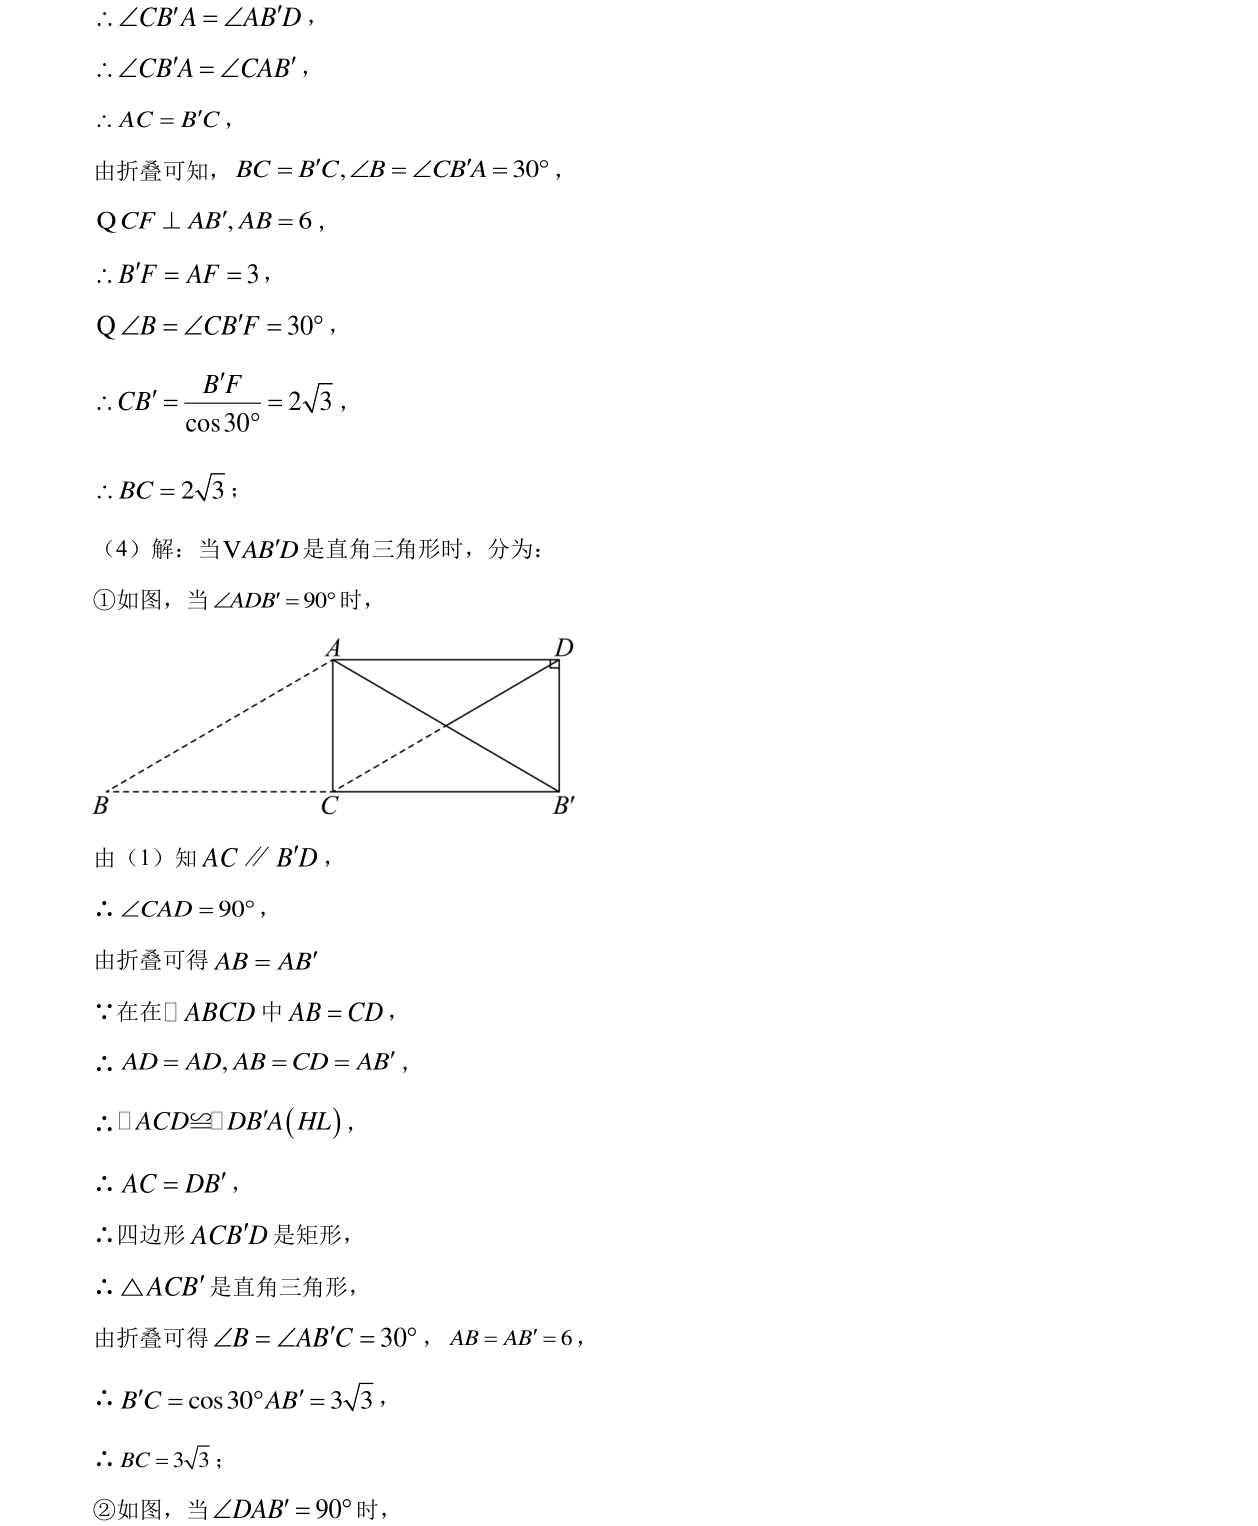 ∴∠CB′A=∠AB′D，
∴∠CB′A=∠CAB′，
∴AC=B′C，
由折叠可知，BC=B′C,∠B=∠CB′A=30°，
Q CF⊥AB′,AB=6，
∴B′F=AF=3，
Q∠B=∠CB′F=30°，
∴CB′=B′F/cos30°=2√3，
∴BC=2√3；
（4）解：当VAB′D是直角三角形时，分为：
①如图，当∠ADB′=90°时，
A D
B C B′
由（1）知AC∥B′D，
∴∠CAD=90°，
由折叠可得AB=AB′
∵在在□ABCD中AB=CD，
∴AD=AD,AB=CD=AB′，
∴□ACD≌□DB′A(HL)，
∴AC=DB′，
∴四边形ACB′D是矩形，
∴△ACB′是直角三角形，
由折叠可得∠B=∠AB′C=30°，AB=AB′=6，
∴B′C=cos30°AB′=3√3，
∴BC=3√3；
②如图，当∠DAB′=90°时，